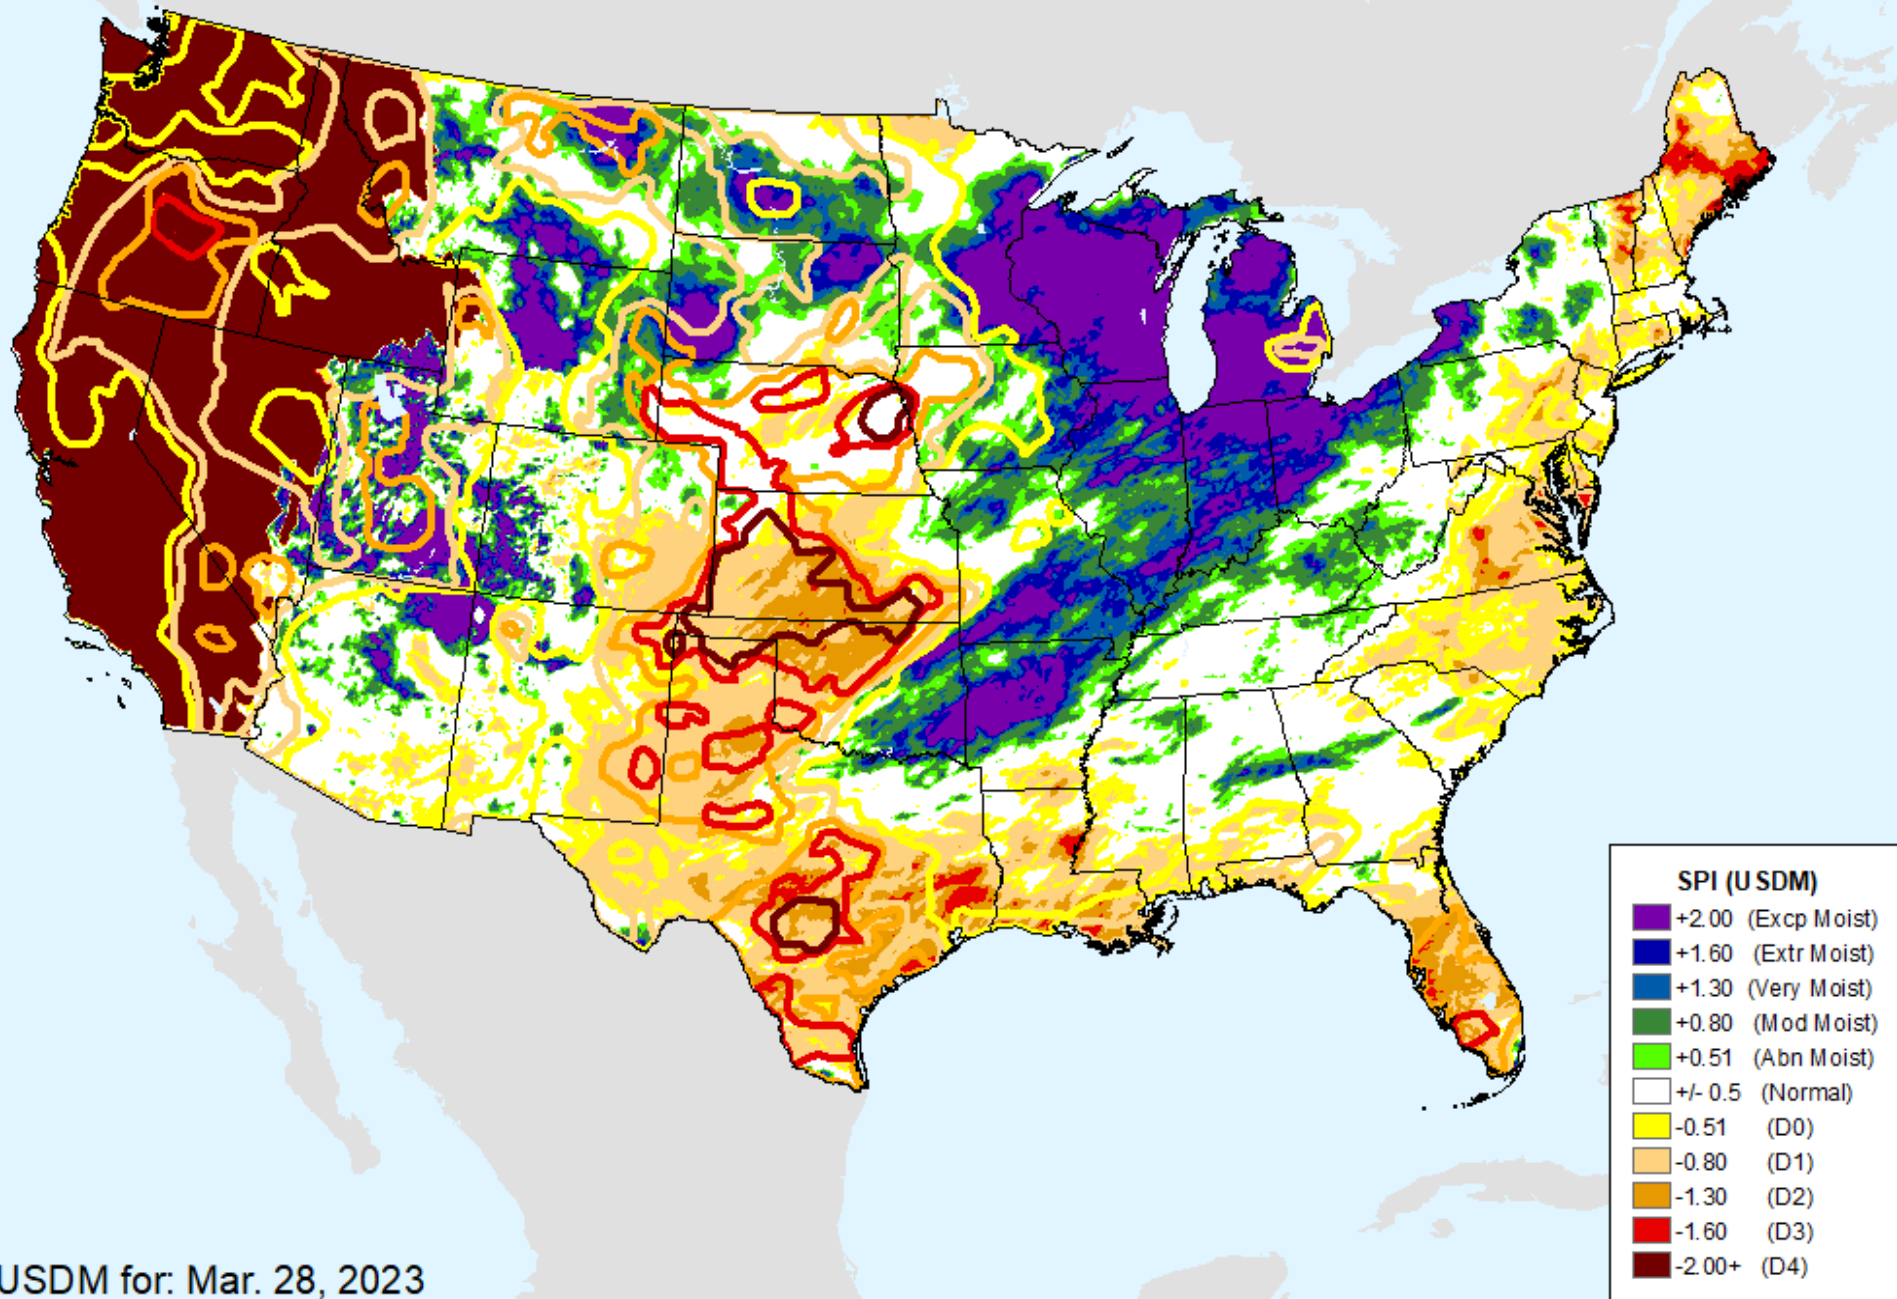 SPI (USDM)
+2.00 (Excp Moist)
+1.60 (Extr Moist)
+1.30 (Very Moist)
+0.80 (Mod Moist)
+0.51 (Abn Moist)
+/- 0.5 (Normal)
-0.51 (D0)
-0.80 (D1)
-1.30 (D2)
-1.60 (D3)
-2.00+ (D4)
USDM for: Mar. 28, 2023